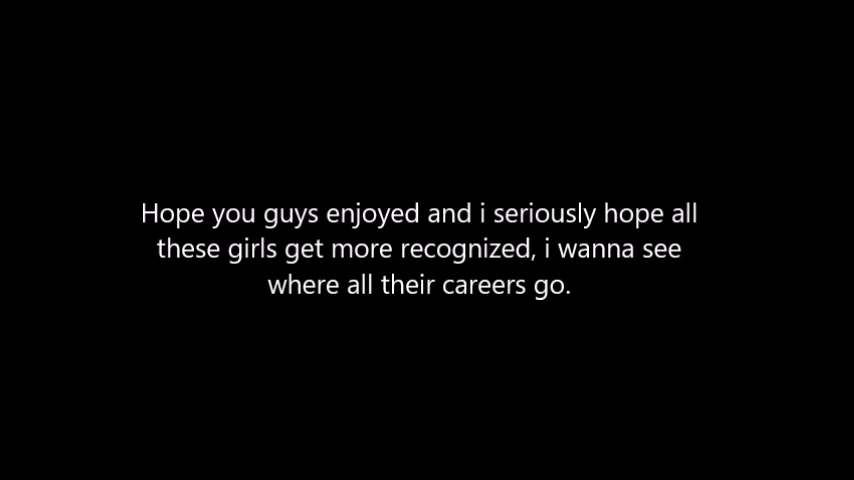 Hope you guys enjoyed and i seriously hope all
these girls get more recognized, i wanna see
where all their careers go.